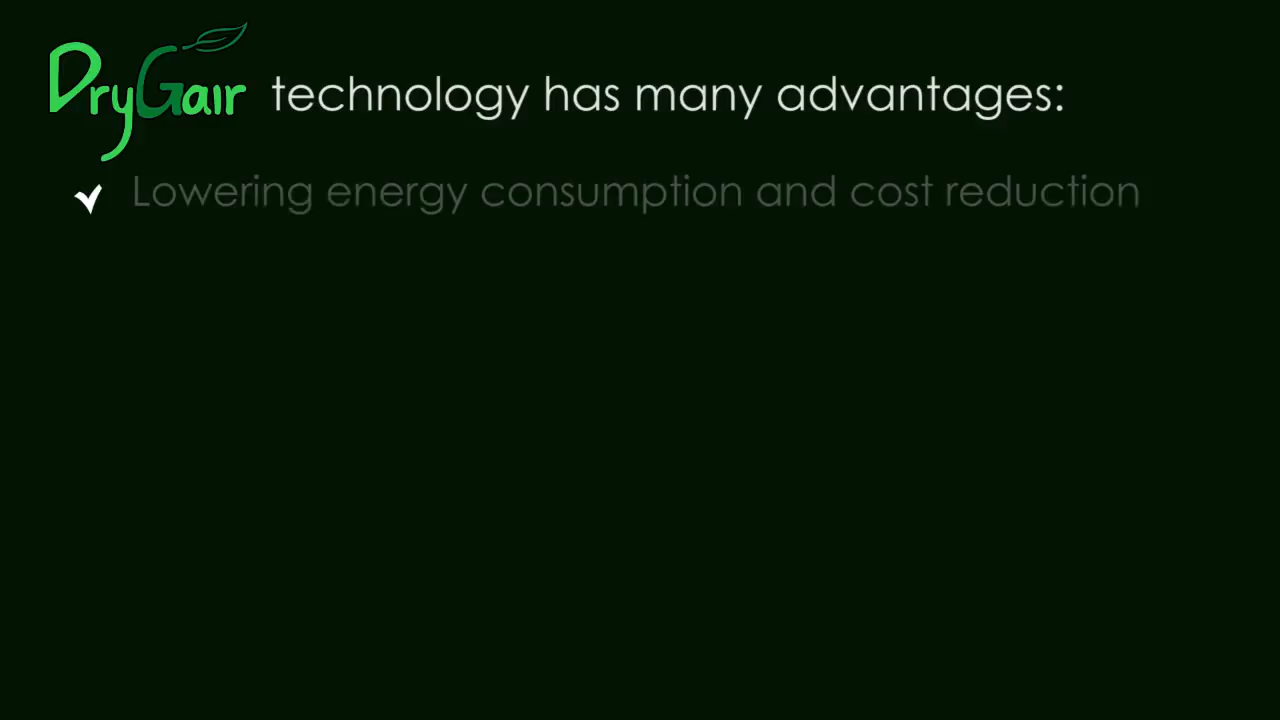 DryGair technology has many advantages:
Lowering energy consumption and cost reduction